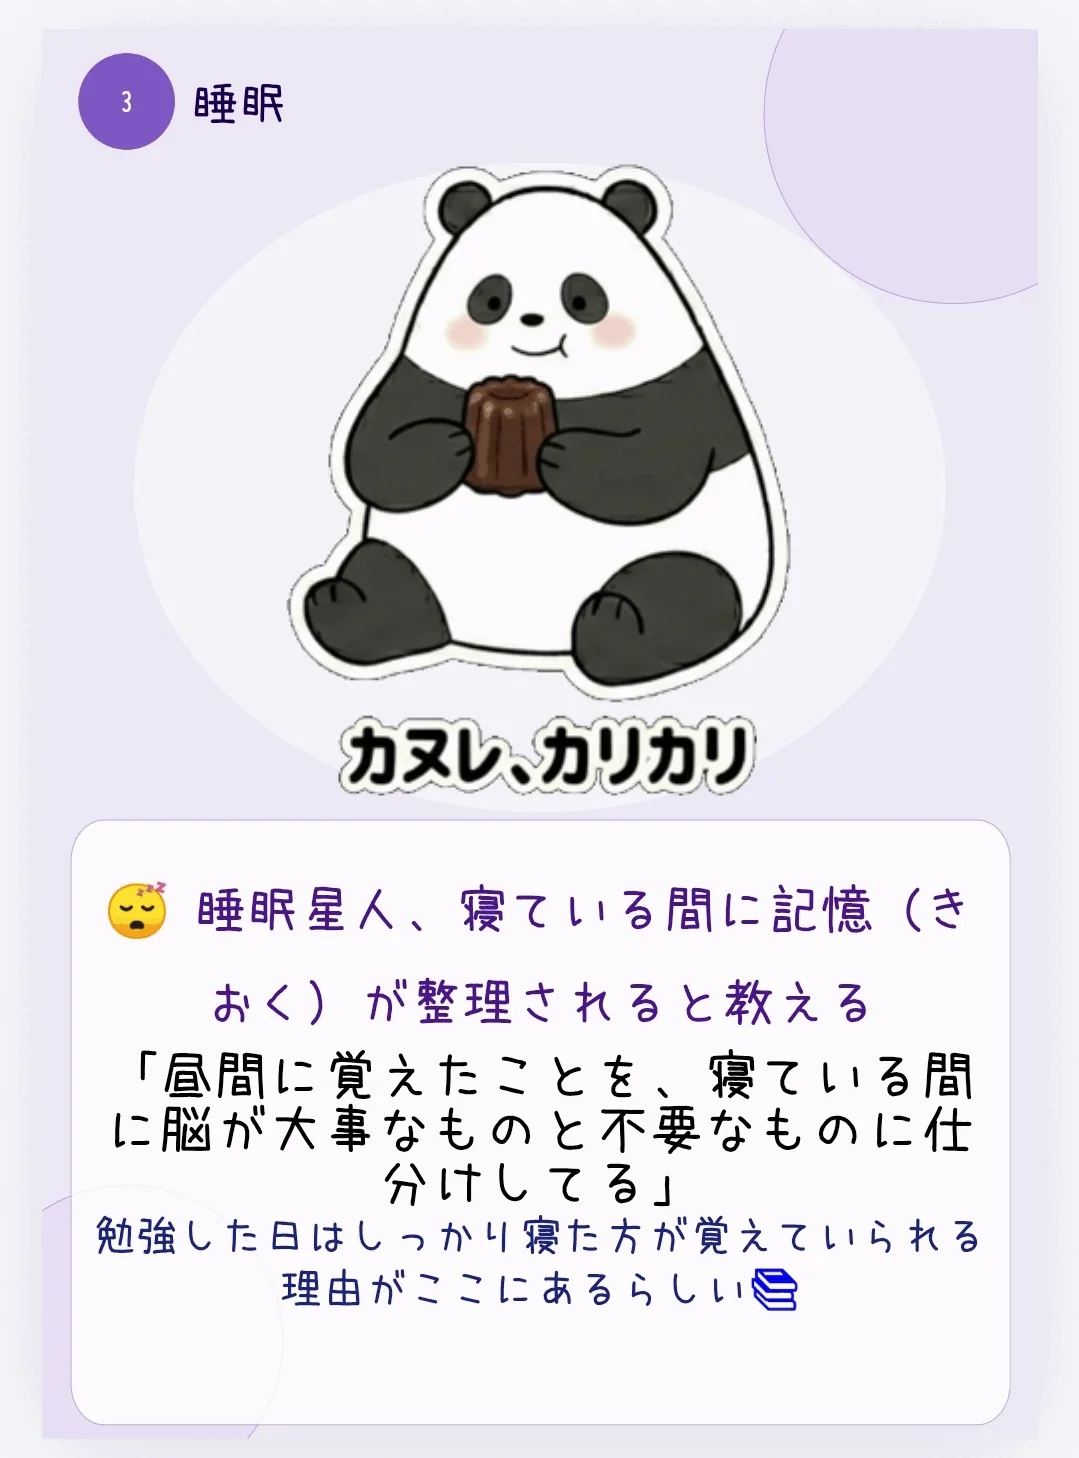 3 睡眠
カヌレ、カリカリ
😴 睡眠星人、寝ている間に記憶（き
おく）が整理されると教える
「昼間に覚えたことを、寝ている間
に脳が大事なものと不要なものに仕
分けしてる」
勉強した日はしっかり寝た方が覚えていられる
理由がここにあるらしい📚